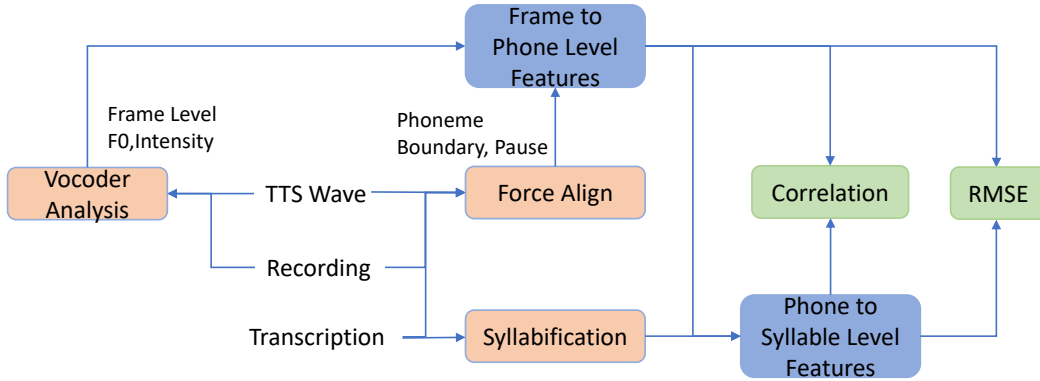 Frame to
Phone Level
Features
Frame Level
F0,Intensity
Phoneme
Boundary, Pause
Vocoder
Analysis
TTS Wave
Force Align
Correlation
RMSE
Recording
Transcription
Syllabification
Phone to
Syllable Level
Features